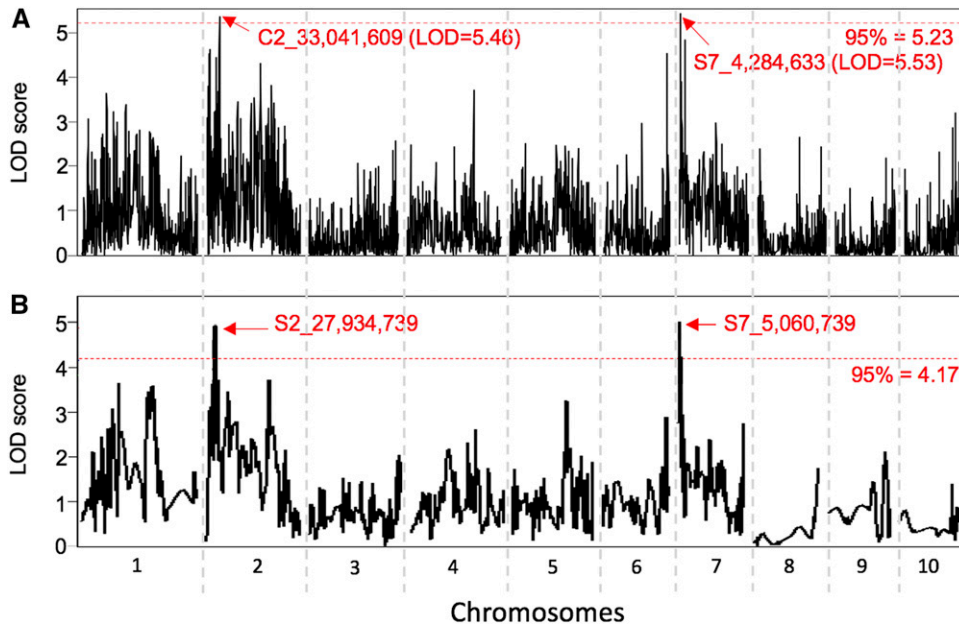 A
5
4
3
2
1
0
LOD score
C2_33,041,609 (LOD=5.46)
95% = 5.23
S7_4,284,633 (LOD=5.53)
B
5
4
3
2
1
0
LOD score
S2_27,934,739
S7_5,060,739
95% = 4.17
1 2 3 4 5 6 7 8 9 10
Chromosomes